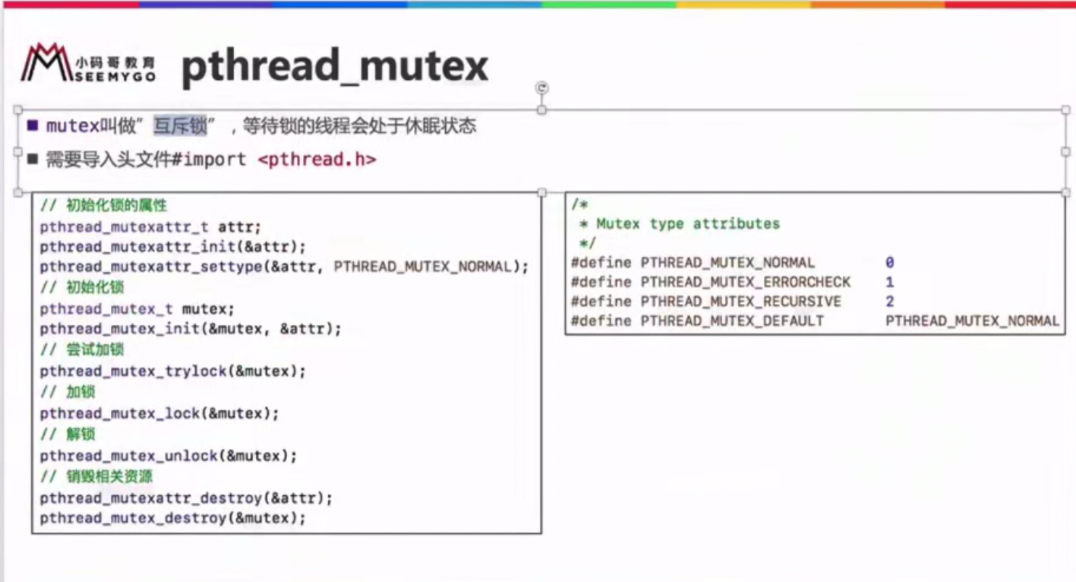 小码哥教育
SEEMYGO
pthread_mutex
mutex叫做”互斥锁”，等待锁的线程会处于休眠状态
需要导入头文件#import <pthread.h>
// 初始化锁的属性
pthread_mutexattr_t attr;
pthread_mutexattr_init(&attr);
pthread_mutexattr_settype(&attr, PTHREAD_MUTEX_NORMAL);
// 初始化锁
pthread_mutex_t mutex;
pthread_mutex_init(&mutex, &attr);
// 尝试加锁
pthread_mutex_trylock(&mutex);
// 加锁
pthread_mutex_lock(&mutex);
// 解锁
pthread_mutex_unlock(&mutex);
// 销毁相关资源
pthread_mutexattr_destroy(&attr);
pthread_mutex_destroy(&mutex);
/*
* Mutex type attributes
*/
#define PTHREAD_MUTEX_NORMAL 0
#define PTHREAD_MUTEX_ERRORCHECK 1
#define PTHREAD_MUTEX_RECURSIVE 2
#define PTHREAD_MUTEX_DEFAULT PTHREAD_MUTEX_NORMAL